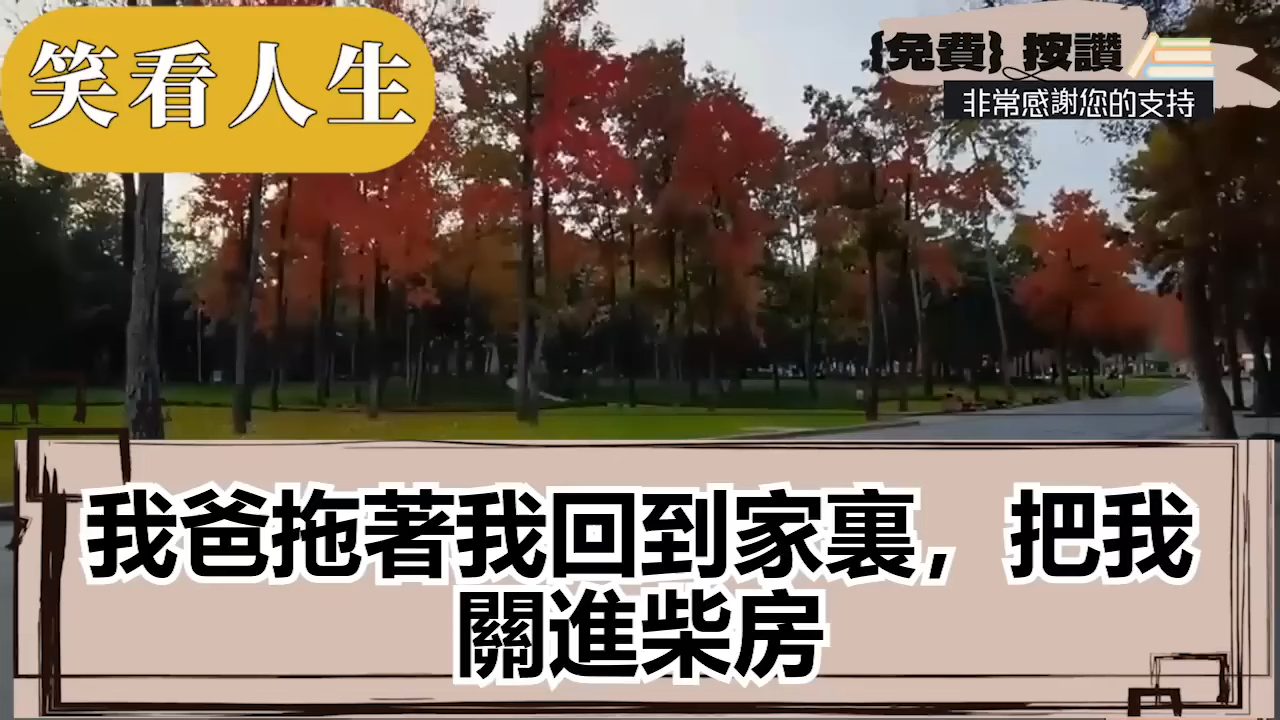 笑看人生
{免費} 按讚
非常感謝您的支持
我爸拖著我回到家裏，把我
關進柴房